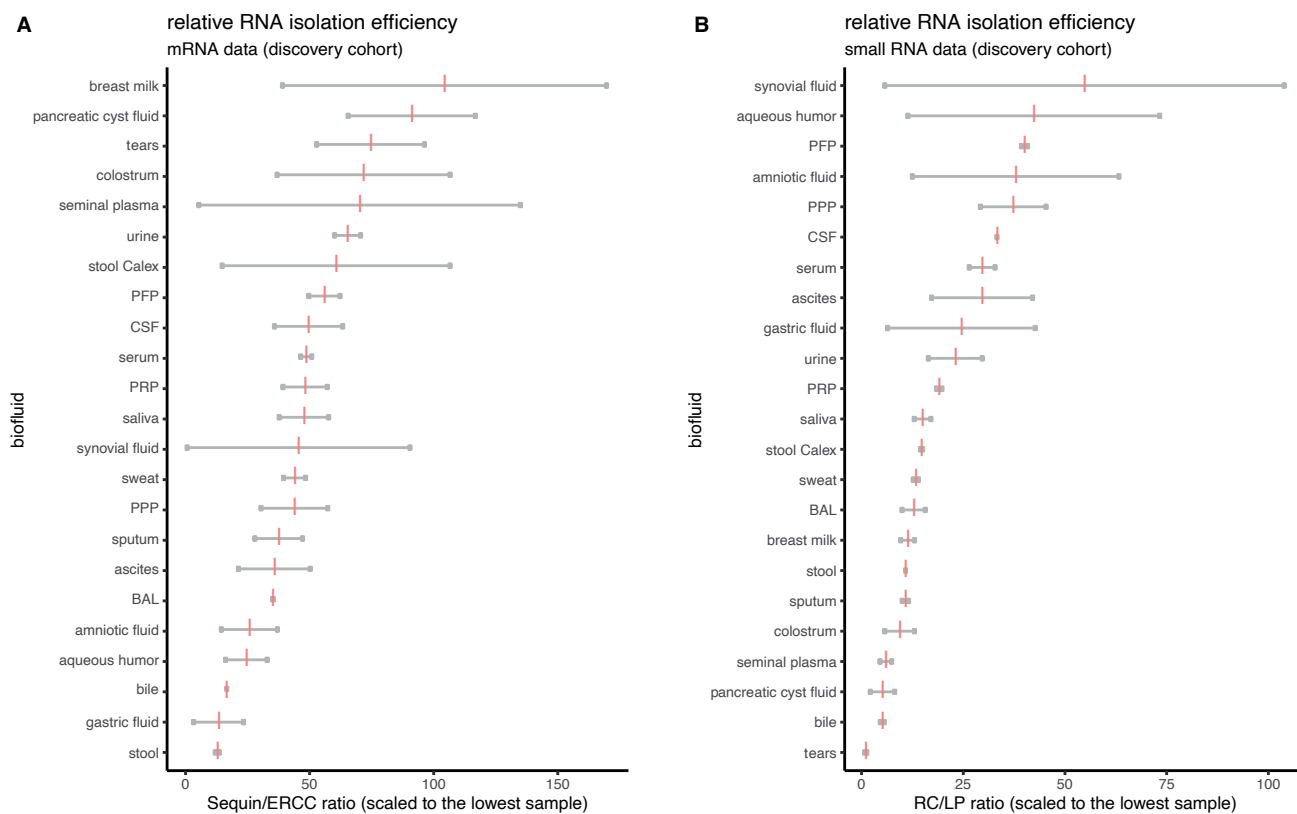 A
relative RNA isolation efficiency
mRNA data (discovery cohort)
breast milk
pancreatic cyst fluid
tears
colostrum
seminal plasma
urine
stool Calex
PFP
CSF
serum
PRP
saliva
synovial fluid
sweat
PPP
sputum
ascites
BAL
amniotic fluid
aqueous humor
bile
gastric fluid
stool
biofluid
0 50 100 150
Sequin/ERCC ratio (scaled to the lowest sample)
B
relative RNA isolation efficiency
small RNA data (discovery cohort)
synovial fluid
aqueous humor
PFP
amniotic fluid
PPP
CSF
serum
ascites
gastric fluid
urine
PRP
saliva
stool Calex
sweat
BAL
breast milk
stool
sputum
colostrum
seminal plasma
pancreatic cyst fluid
bile
tears
biofluid
0 25 50 75 100
RC/LP ratio (scaled to the lowest sample)